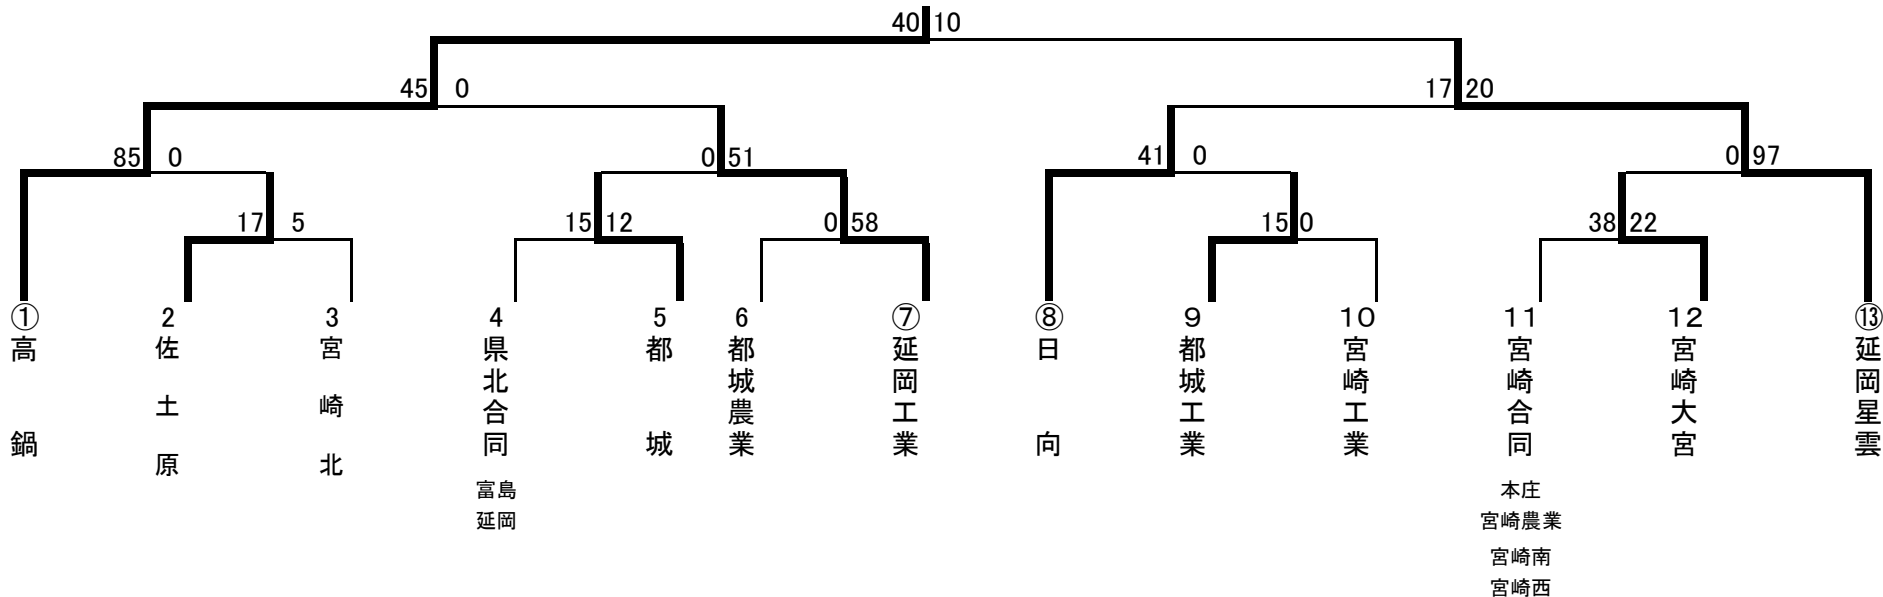 40 10
45 0
17 20
85 0
0 51
41 0
0 97
17 5
15 12
0 58
15 0
38 22
① 2 3 4 5 6 ⑦ ⑧ 9 10 11 12 ⑬
高鍋
佐土原
宮崎北
県北合同
富島
延岡
都城
都城農業
延岡工業
日向
都城工業
宮崎工業
宮崎合同
本庄
宮崎農業
宮崎南
宮崎西
宮崎大宮
延岡星雲